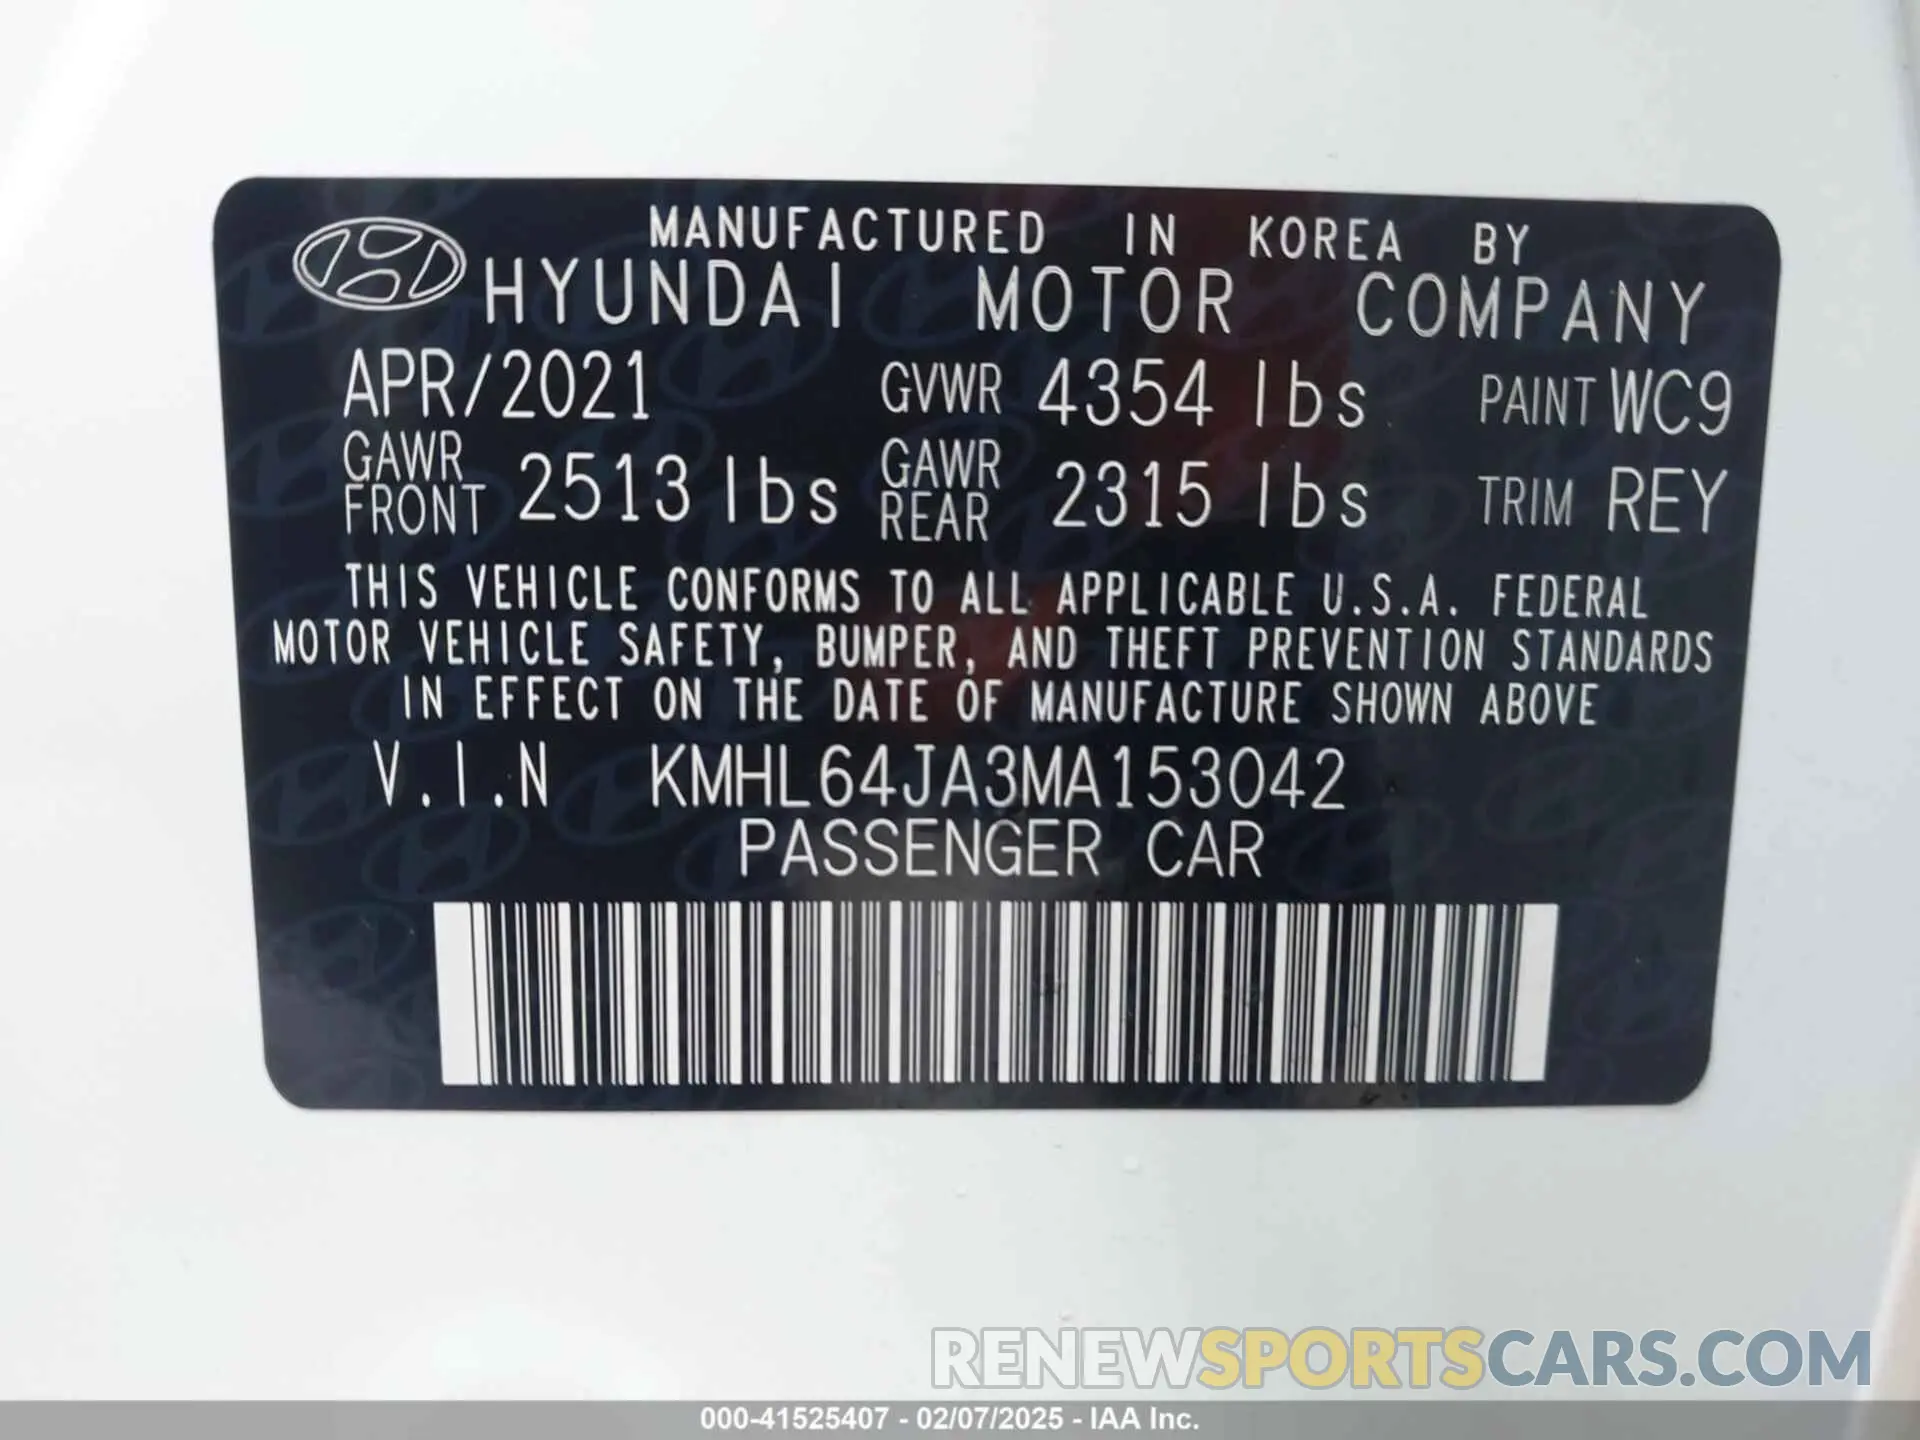 MANUFACTURED IN KOREA BY
HYUNDAI MOTOR COMPANY
APR/2021 GVWR 4354 lbs PAINT WC9
GAWR FRONT 2513 lbs GAWR REAR 2315 lbs TRIM REY
THIS VEHICLE CONFORMS TO ALL APPLICABLE U.S.A. FEDERAL
MOTOR VEHICLE SAFETY, BUMPER, AND THEFT PREVENTION STANDARDS
IN EFFECT ON THE DATE OF MANUFACTURE SHOWN ABOVE
V.I.N KMHL64JA3MA153042
PASSENGER CAR
RENEWSPORTSCARS.COM
000-41525407 - 02/07/2025 - IAA Inc.